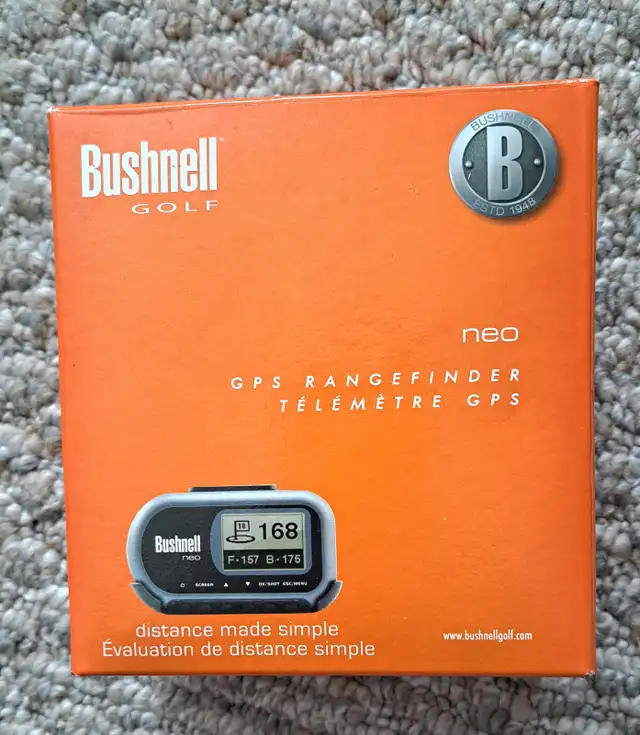 Bushnell
GOLF
BUSHNELL
B
ESTD 1948
neo
GPS RANGEFINDER
TÉLÉMÈTRE GPS
Bushnell
neo
18
168
F·157 B·175
SCREEN ▲ ▼ OK/SHOT ESC/MENU
distance made simple
Évaluation de distance simple
www.bushnellgolf.com